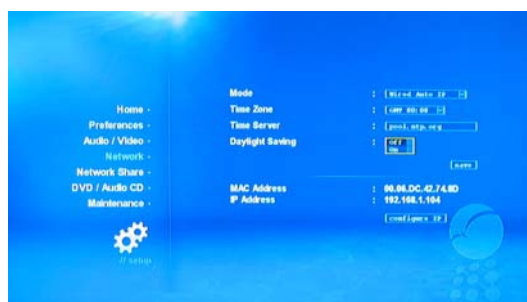 Home -
Preferences -
Audio / Video -
Network -
Network Share -
DVD / Audio CD -
Maintenance -
// setup
Mode : [Wired Auto IP]
Time Zone : [GMT 00:00]
Time Server : [pool.ntp.org]
Daylight Saving : Off
On
[save]
MAC Address : 00.06.DC.42.74.8D
IP Address : 192.168.1.104
[configure IP]